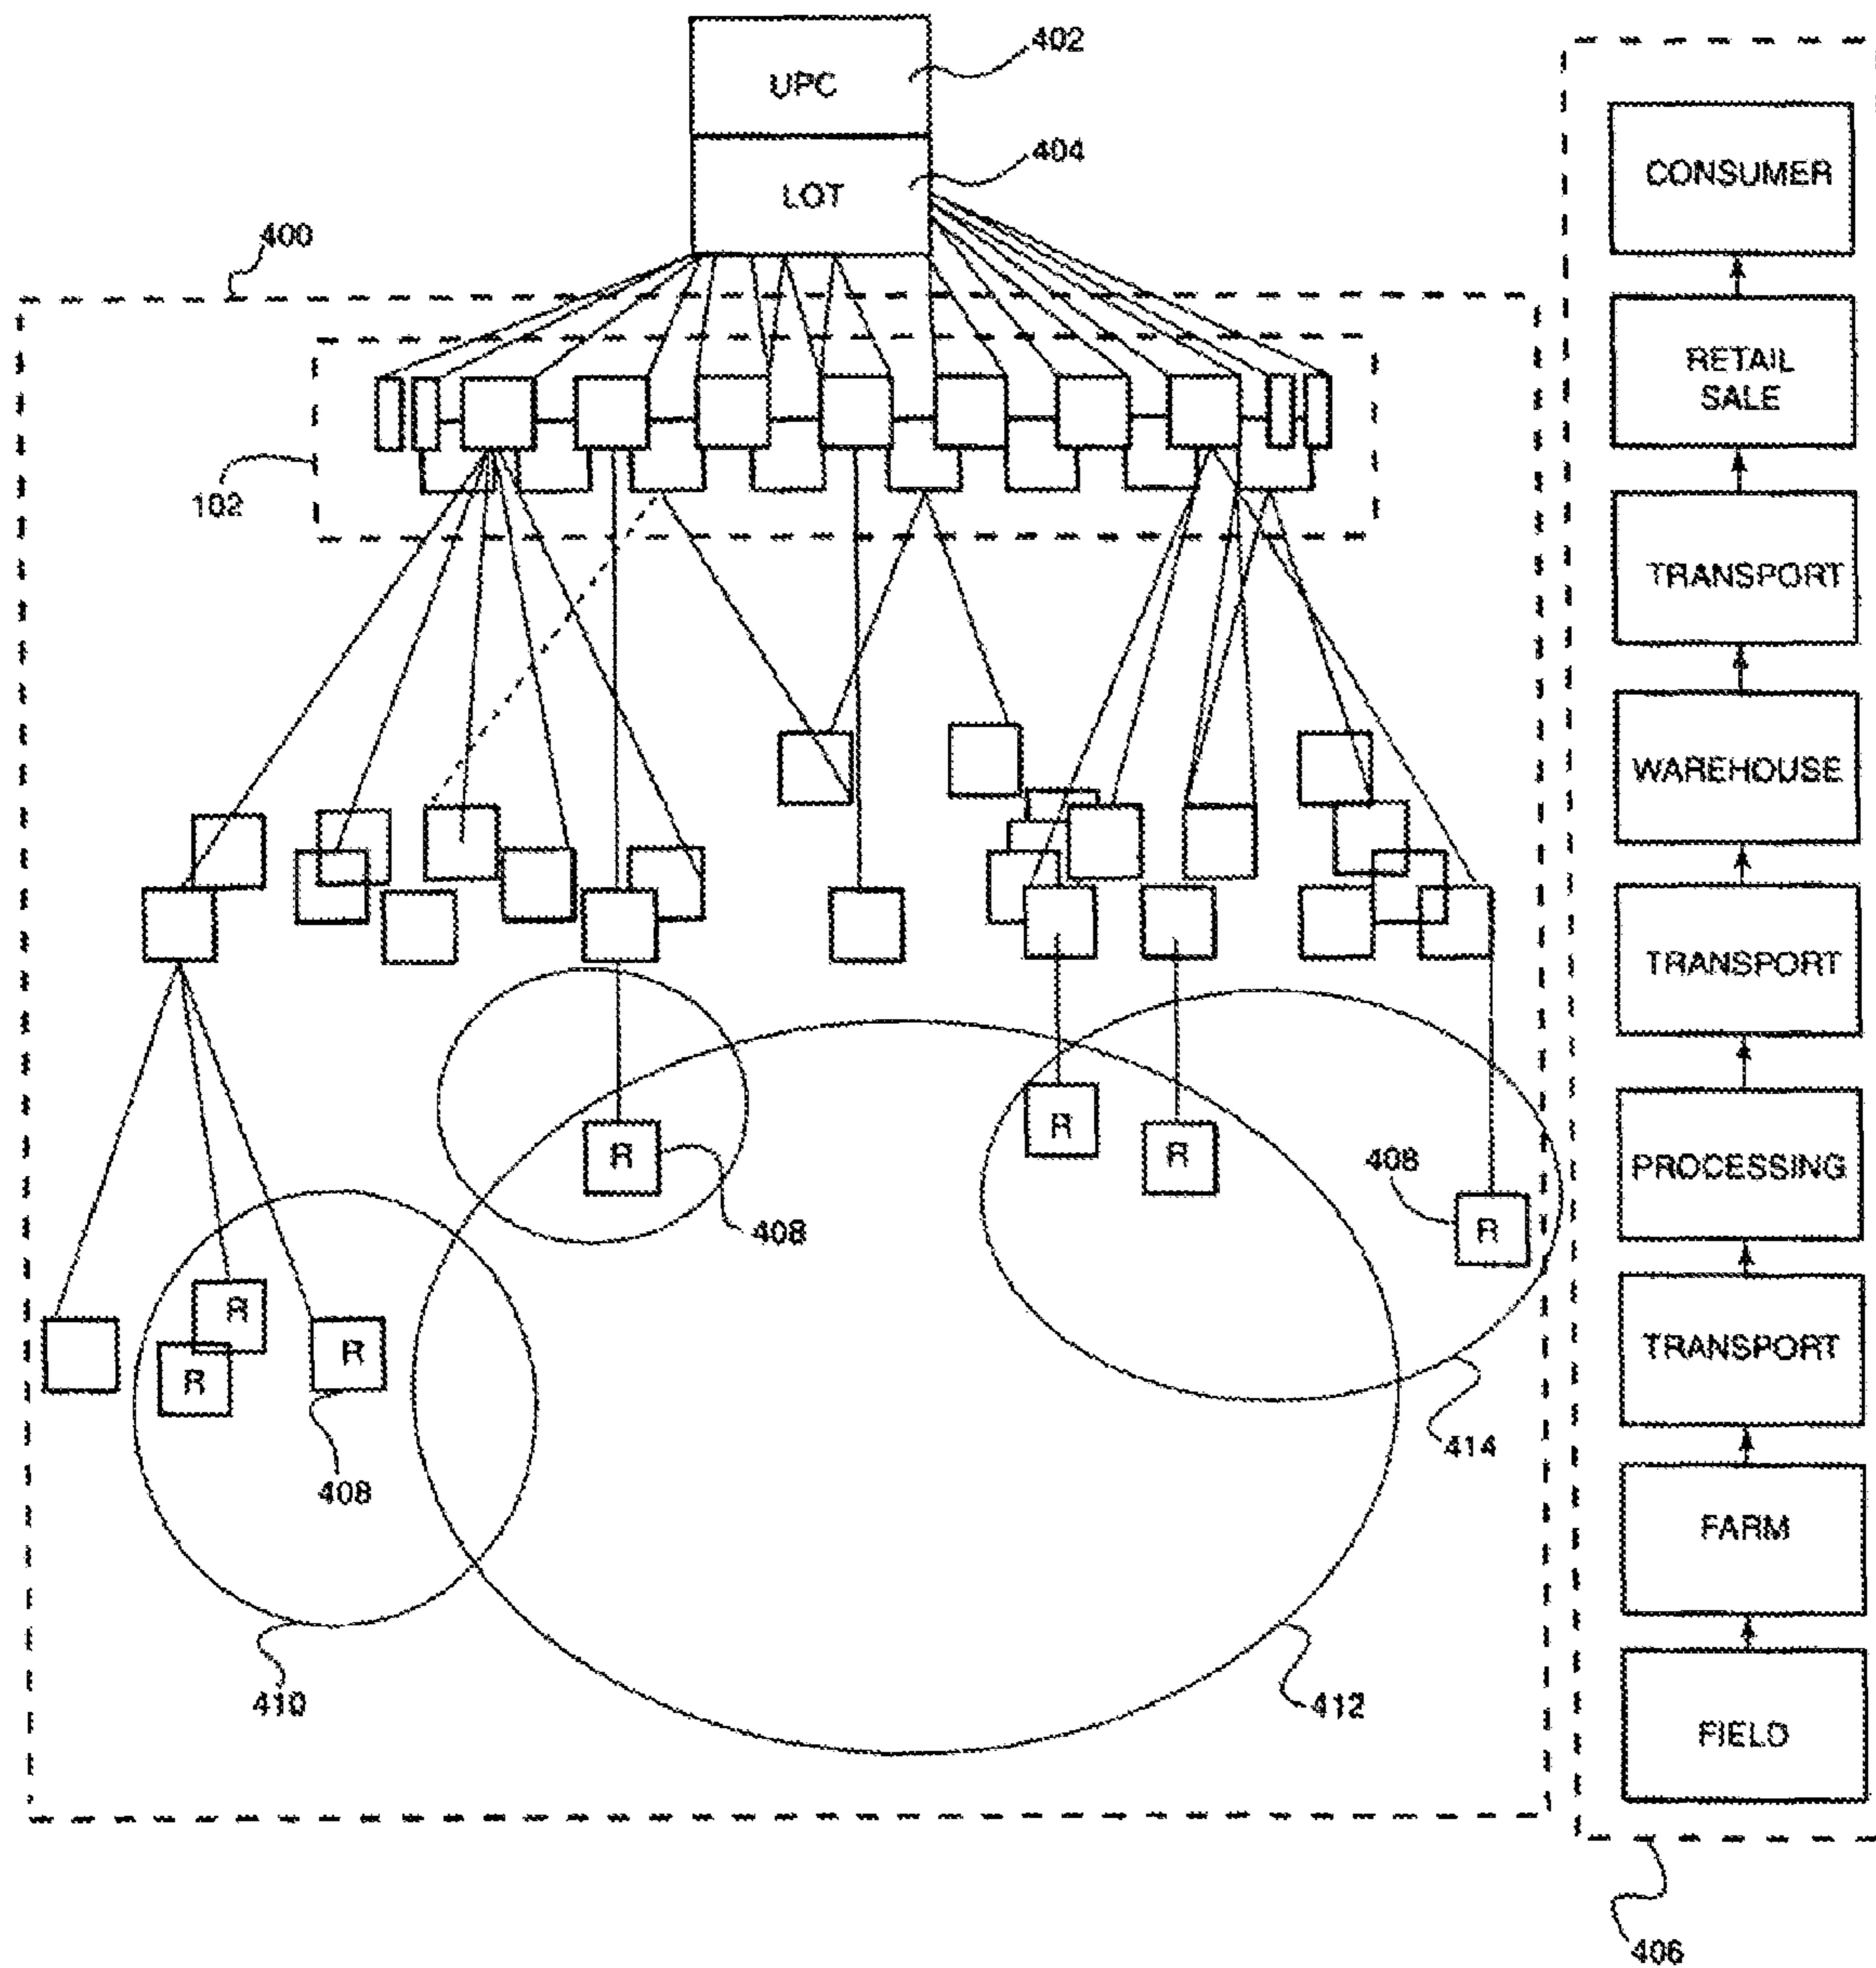 UPC
402
LOT
404
400
102
R
R
R
R
408
408
R
R
R
408
410
412
414
CONSUMER
RETAIL
SALE
TRANSPORT
WAREHOUSE
TRANSPORT
PROCESSING
TRANSPORT
FARM
FIELD
406